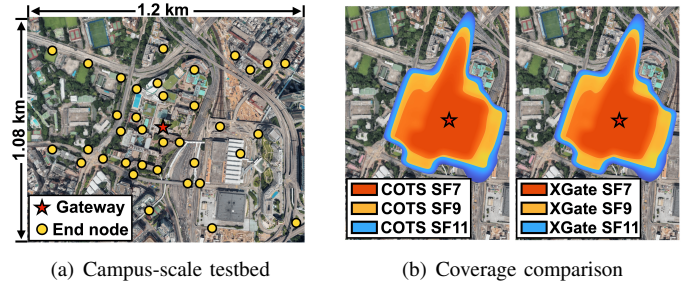 1.2 km
1.08 km
Gateway
End node
COTS SF7
COTS SF9
COTS SF11
XGate SF7
XGate SF9
XGate SF11
(a) Campus-scale testbed
(b) Coverage comparison